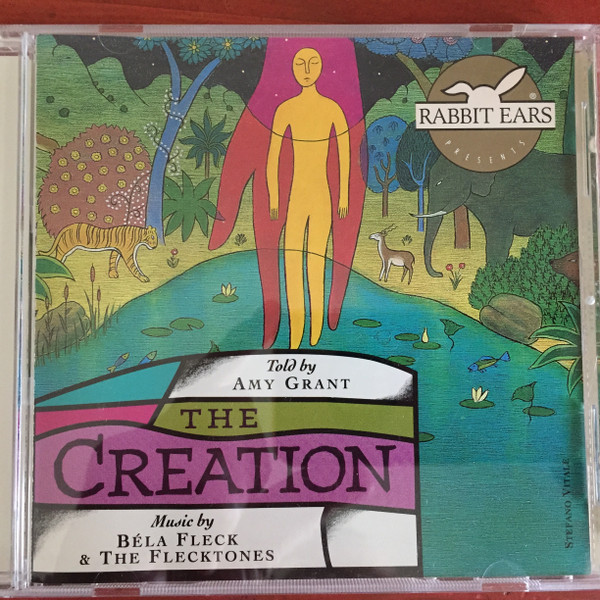 RABBIT EARS
PRESENTS
Told by
AMY GRANT
THE
CREATION
Music by
BÉLA FLECK
& THE FLECKTONES
STEFANO VITALE